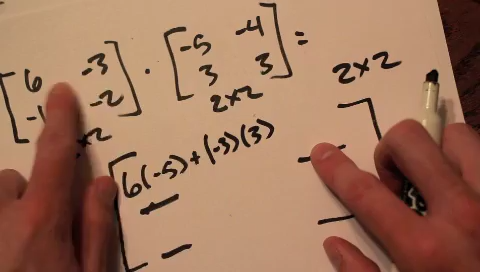 6 -3 · -5 -4 =
-2 3 3
2x2 2x2
6(-5)+(-3)(3)